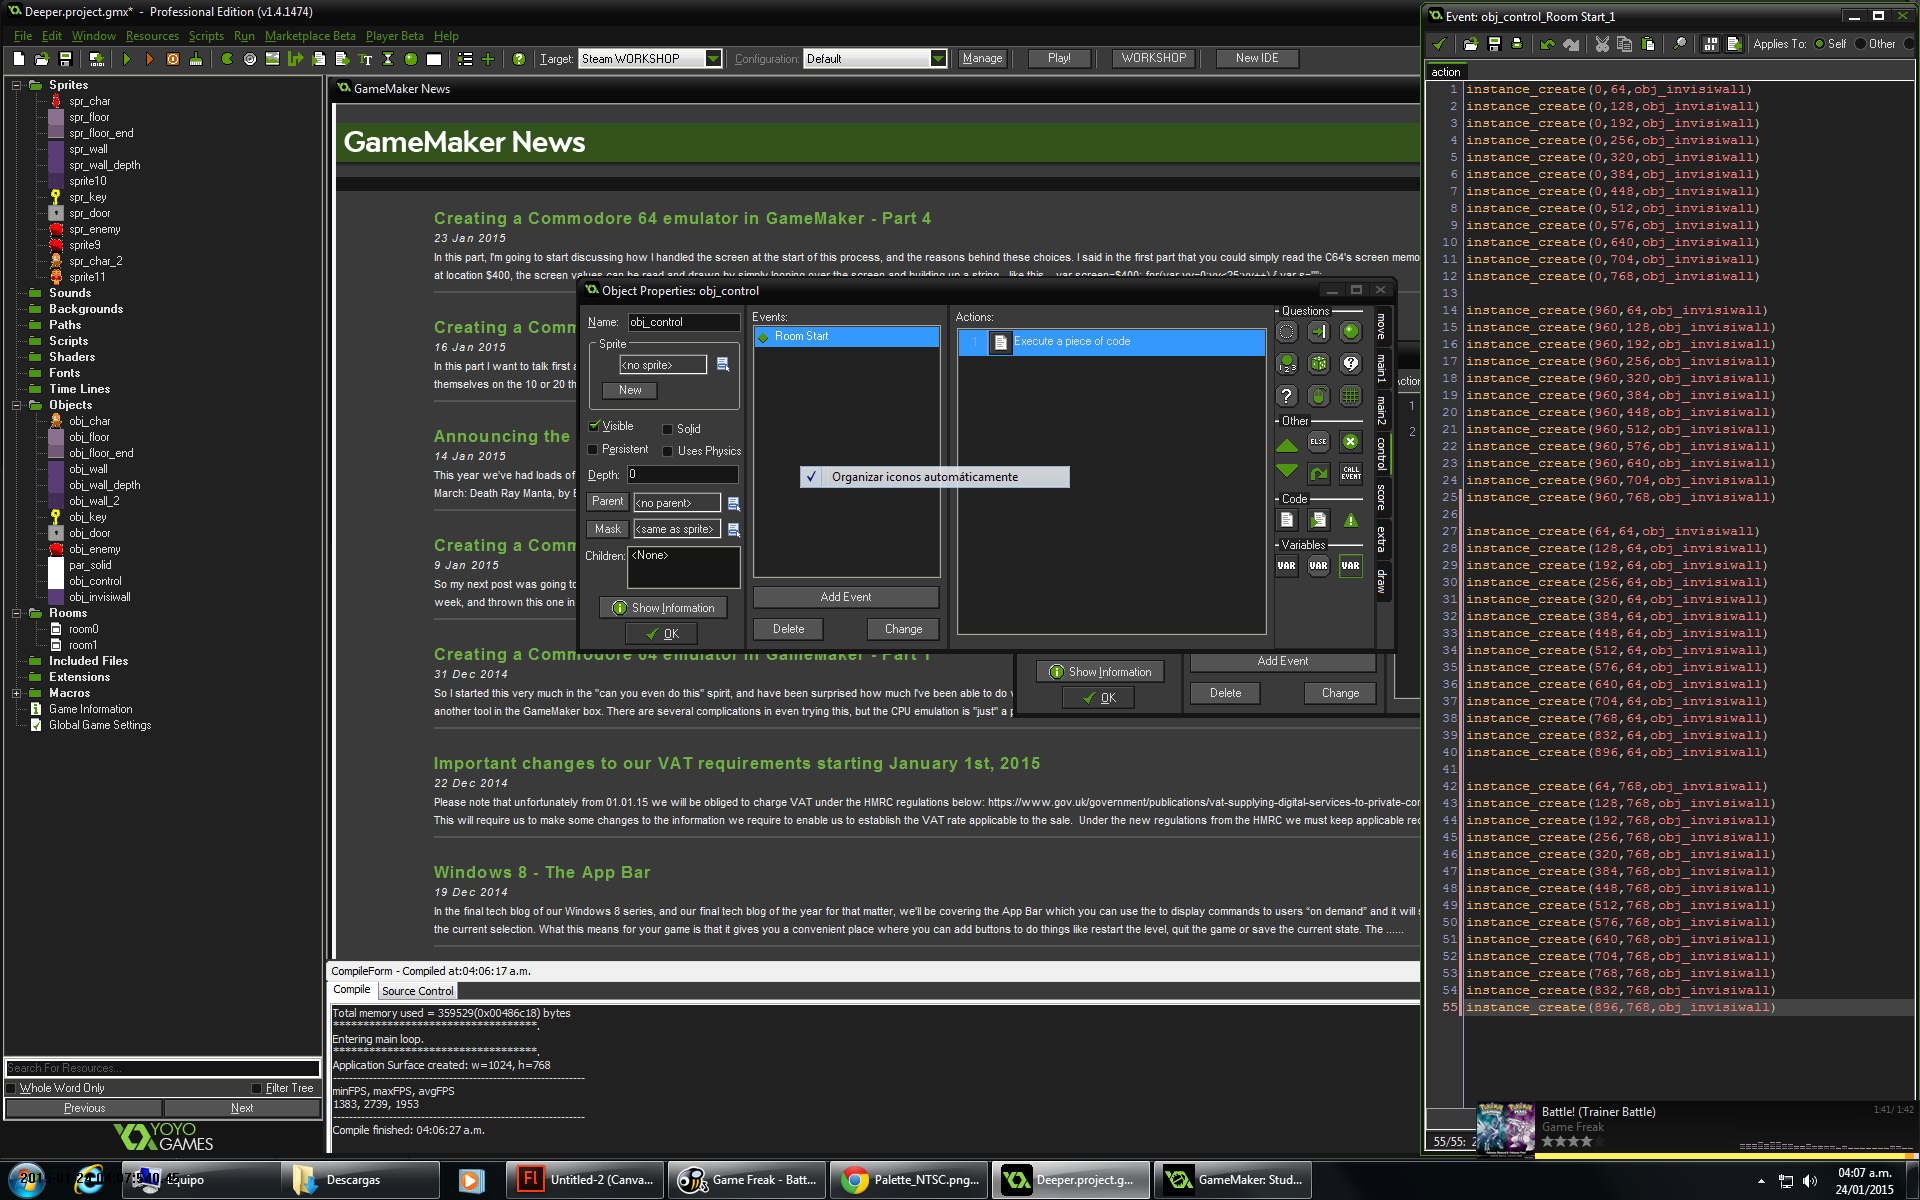 Deeper.project.gmx* - Professional Edition (v1.4.1474)
File Edit Window Resources Scripts Run Marketplace Beta Player Beta Help
Target: Steam WORKSHOP Configuration: Default Manage Play! WORKSHOP New IDE
Sprites
spr_char
spr_floor
spr_floor_end
spr_wall
spr_wall_depth
sprite10
spr_key
spr_door
spr_enemy
sprite9
spr_char_2
sprite11
Sounds
Backgrounds
Paths
Scripts
Shaders
Fonts
Time Lines
Objects
obj_char
obj_floor
obj_floor_end
obj_wall
obj_wall_depth
obj_wall_2
obj_key
obj_door
obj_enemy
par_solid
obj_control
obj_invisiwall
Rooms
room0
room1
Included Files
Extensions
Macros
Game Information
Global Game Settings
Search For Resources...
Whole Word Only Filter Tree
Previous Next
YOYO GAMES
GameMaker News
GameMaker News
Creating a Commodore 64 emulator in GameMaker - Part 4
23 Jan 2015
In this part, I'm going to start discussing how I handled the screen at the start of this process, and the reasons behind these choices. I said in the first part that you could simply read the C64's screen memo
at location $400, the screen values can be read and drawn by simply looping over the screen and building up a string...like this... var screen=$400; for(var yy=0;yy<25;yy++) { var s="";
Creating a Comm
16 Jan 2015
In this part I want to talk first a
themselves on the 10 or 20 th
Announcing the
14 Jan 2015
This year we've had loads of
March: Death Ray Manta, by E
Creating a Comm
9 Jan 2015
So my next post was going to
week, and thrown this one in
Creating a Commodore 64 emulator in GameMaker - Part 1
31 Dec 2014
So I started this very much in the "can you even do this" spirit, and have been surprised how much I've been able to do v
another tool in the GameMaker box. There are several complications in even trying this, but the CPU emulation is "just" a p
Important changes to our VAT requirements starting January 1st, 2015
22 Dec 2014
Please note that unfortunately from 01.01.15 we will be obliged to charge VAT under the HMRC regulations below: https://www.gov.uk/government/publications/vat-supplying-digital-services-to-private-con
This will require us to make some changes to the information we require to enable us to establish the VAT rate applicable to the sale. Under the new regulations from the HMRC we must keep applicable rec
Windows 8 - The App Bar
19 Dec 2014
In the final tech blog of our Windows 8 series, and our final tech blog of the year for that matter, we'll be covering the App Bar which you can use the to display commands to users “on demand” and it will s
the current selection. What this means for your game is that it gives you a convenient place where you can add buttons to do things like restart the level, quit the game or save the current state. The ......
Object Properties: obj_control
Name: obj_control
Sprite
<no sprite>
New
Visible Solid
Persistent Uses Physics
Depth: 0
Parent <no parent>
Mask <same as sprite>
Children: <None>
Show Information
OK
Events:
Room Start
Add Event
Delete Change
Actions:
1 Execute a piece of code
Organizar iconos automáticamente
Questions
Other
ELSE
CALL EVENT
Code
Variables
VAR VAR VAR
move
main1
main2
control
score
extra
draw
ction
1
2
Show Information
OK
Add Event
Delete Change
CompileForm - Compiled at:04:06:17 a.m.
Compile Source Control
Total memory used = 359529(0x00486c18) bytes
**********************************.
Entering main loop.
**********************************.
Application Surface created: w=1024, h=768
minFPS, maxFPS, avgFPS
1383, 2739, 1953
Compile finished: 04:06:27 a.m.
Event: obj_control_Room Start_1
Applies To: Self Other
action
1 instance_create(0,64,obj_invisiwall)
2 instance_create(0,128,obj_invisiwall)
3 instance_create(0,192,obj_invisiwall)
4 instance_create(0,256,obj_invisiwall)
5 instance_create(0,320,obj_invisiwall)
6 instance_create(0,384,obj_invisiwall)
7 instance_create(0,448,obj_invisiwall)
8 instance_create(0,512,obj_invisiwall)
9 instance_create(0,576,obj_invisiwall)
10 instance_create(0,640,obj_invisiwall)
11 instance_create(0,704,obj_invisiwall)
12 instance_create(0,768,obj_invisiwall)
13
14 instance_create(960,64,obj_invisiwall)
15 instance_create(960,128,obj_invisiwall)
16 instance_create(960,192,obj_invisiwall)
17 instance_create(960,256,obj_invisiwall)
18 instance_create(960,320,obj_invisiwall)
19 instance_create(960,384,obj_invisiwall)
20 instance_create(960,448,obj_invisiwall)
21 instance_create(960,512,obj_invisiwall)
22 instance_create(960,576,obj_invisiwall)
23 instance_create(960,640,obj_invisiwall)
24 instance_create(960,704,obj_invisiwall)
25 instance_create(960,768,obj_invisiwall)
26
27 instance_create(64,64,obj_invisiwall)
28 instance_create(128,64,obj_invisiwall)
29 instance_create(192,64,obj_invisiwall)
30 instance_create(256,64,obj_invisiwall)
31 instance_create(320,64,obj_invisiwall)
32 instance_create(384,64,obj_invisiwall)
33 instance_create(448,64,obj_invisiwall)
34 instance_create(512,64,obj_invisiwall)
35 instance_create(576,64,obj_invisiwall)
36 instance_create(640,64,obj_invisiwall)
37 instance_create(704,64,obj_invisiwall)
38 instance_create(768,64,obj_invisiwall)
39 instance_create(832,64,obj_invisiwall)
40 instance_create(896,64,obj_invisiwall)
41
42 instance_create(64,768,obj_invisiwall)
43 instance_create(128,768,obj_invisiwall)
44 instance_create(192,768,obj_invisiwall)
45 instance_create(256,768,obj_invisiwall)
46 instance_create(320,768,obj_invisiwall)
47 instance_create(384,768,obj_invisiwall)
48 instance_create(448,768,obj_invisiwall)
49 instance_create(512,768,obj_invisiwall)
50 instance_create(576,768,obj_invisiwall)
51 instance_create(640,768,obj_invisiwall)
52 instance_create(704,768,obj_invisiwall)
53 instance_create(768,768,obj_invisiwall)
54 instance_create(832,768,obj_invisiwall)
55 instance_create(896,768,obj_invisiwall)
55/55: 2
Battle! (Trainer Battle) 1:41/ 1:42
Game Freak
Equipo
Descargas
Untitled-2 (Canva...
Game Freak - Batt...
Palette_NTSC.png...
Deeper.project.g...
GameMaker: Stud...
04:07 a.m.
24/01/2015